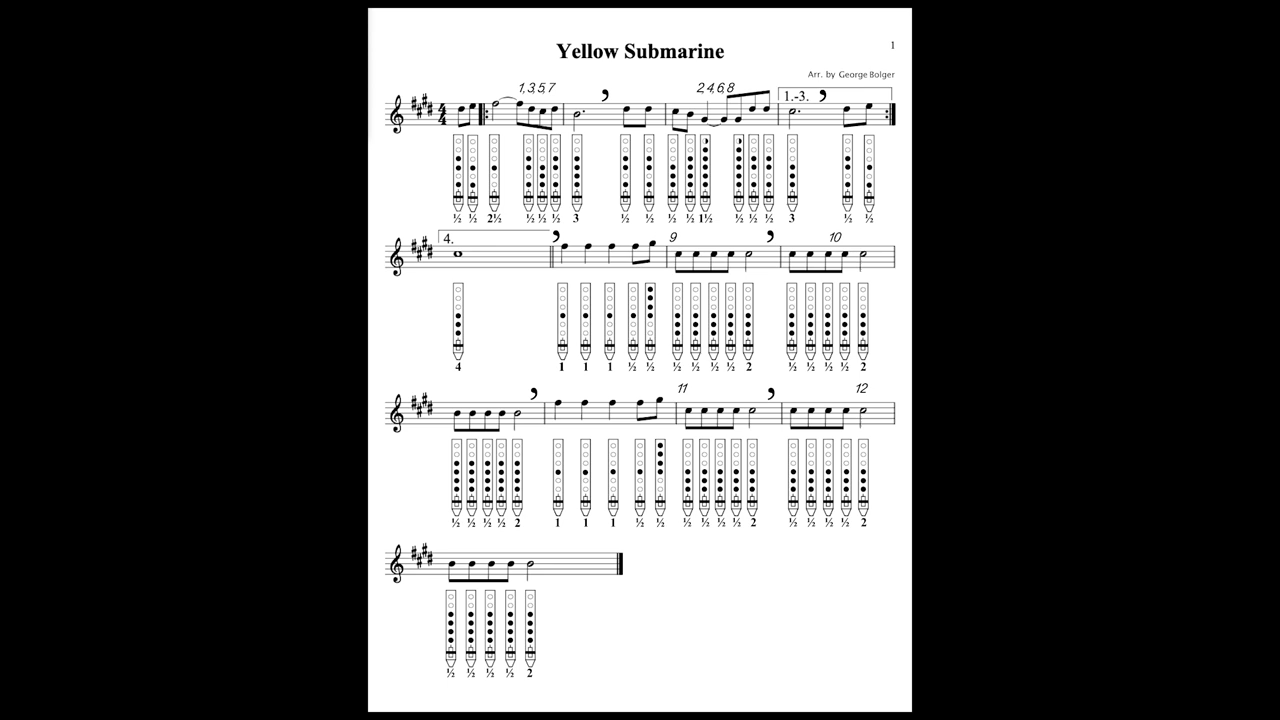 1
Yellow Submarine
Arr. by George Bolger
1,3,5,7 2,4,6,8 1.-3.
4 4
½ ½ 2½ ½ ½ ½ 3 ½ ½ ½ ½ 1½ ½ ½ ½ 3 ½ ½
4. 9 10
4 1 1 1 ½ ½ ½ ½ ½ ½ 2 ½ ½ ½ ½ 2
11 12
½ ½ ½ ½ 2 1 1 1 ½ ½ ½ ½ ½ ½ 2 ½ ½ ½ ½ 2
½ ½ ½ ½ 2